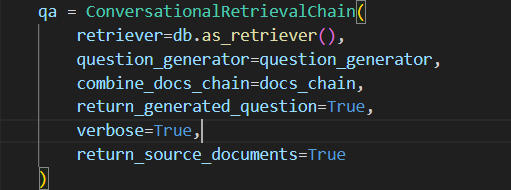 qa = ConversationalRetrievalChain(
    retriever=db.as_retriever(),
    question_generator=question_generator,
    combine_docs_chain=docs_chain,
    return_generated_question=True,
    verbose=True,
    return_source_documents=True
)